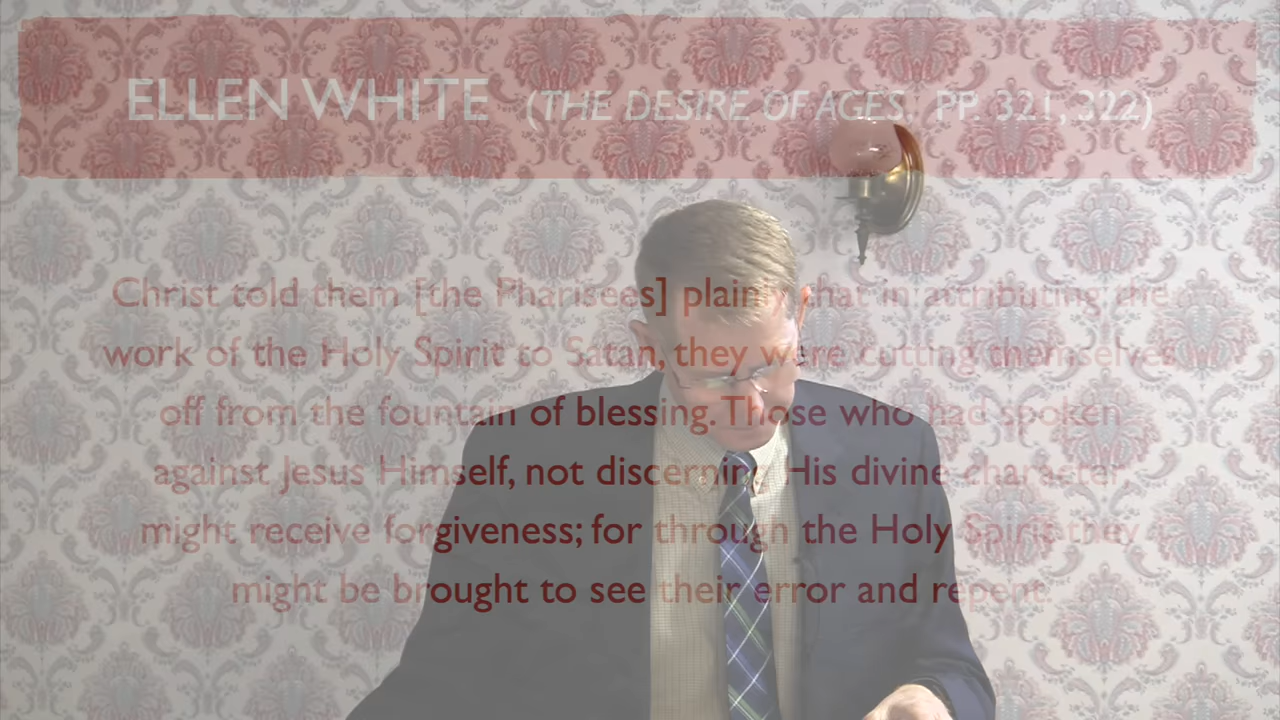 ELLEN WHITE (THE DESIRE OF AGES, PP. 321, 322)
Christ told them [the Pharisees] plainly that in attributing the
work of the Holy Spirit to Satan, they were cutting themselves
off from the fountain of blessing. Those who had spoken
against Jesus Himself, not discerning His divine character
might receive forgiveness; for through the Holy Spirit they
might be brought to see their error and repent.